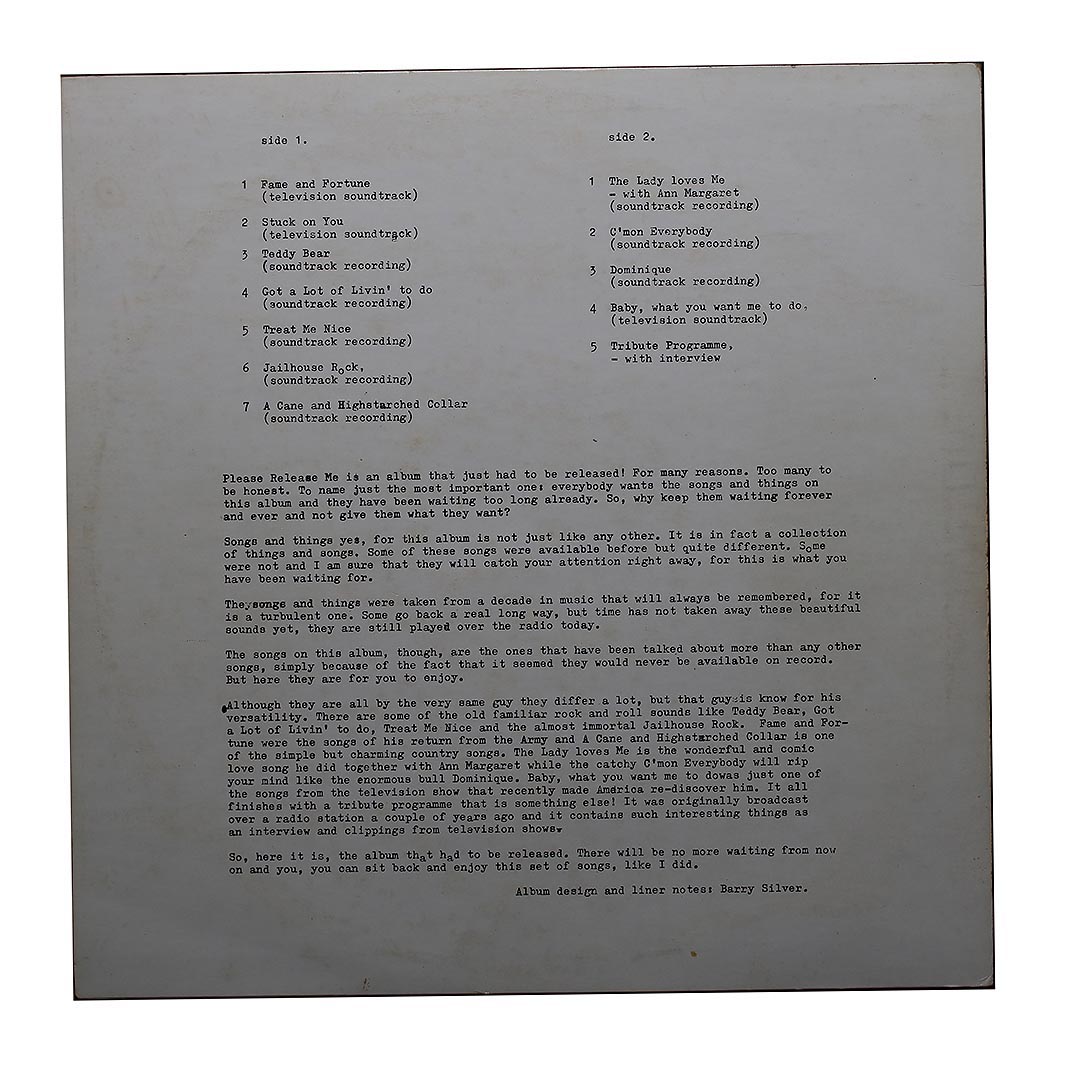 side 1.
1 Fame and Fortune
(television soundtrack)
2 Stuck on You
(television soundtrack)
3 Teddy Bear
(soundtrack recording)
4 Got a Lot of Livin' to do
(soundtrack recording)
5 Treat Me Nice
(soundtrack recording)
6 Jailhouse Rock,
(soundtrack recording)
7 A Cane and Highstarched Collar
(soundtrack recording)
side 2.
1 The Lady loves Me
- with Ann Margaret
(soundtrack recording)
2 C'mon Everybody
(soundtrack recording)
3 Dominique
(soundtrack recording)
4 Baby, what you want me to do,
(television soundtrack)
5 Tribute Programme,
- with interview
Please Release Me is an album that just had to be released! For many reasons. Too many to
be honest. To name just the most important one: everybody wants the songs and things on
this album and they have been waiting too long already. So, why keep them waiting forever
and ever and not give them what they want?
Songs and things yes, for this album is not just like any other. It is in fact a collection
of things and songs. Some of these songs were available before but quite different. Some
were not and I am sure that they will catch your attention right away, for this is what you
have been waiting for.
The songs and things were taken from a decade in music that will always be remembered, for it
is a turbulent one. Some go back a real long way, but time has not taken away these beautiful
sounds yet, they are still played over the radio today.
The songs on this album, though, are the ones that have been talked about more than any other
songs, simply because of the fact that it seemed they would never be available on record.
But here they are for you to enjoy.
Although they are all by the very same guy they differ a lot, but that guy is know for his
versatility. There are some of the old familiar rock and roll sounds like Teddy Bear, Got
a Lot of Livin' to do, Treat Me Nice and the almost immortal Jailhouse Rock. Fame and For-
tune were the songs of his return from the Army and A Cane and Highstarched Collar is one
of the simple but charming country songs. The Lady loves Me is the wonderful and comic
love song he did together with Ann Margaret while the catchy C'mon Everybody will rip
your mind like the enormous bull Dominique. Baby, what you want me to dowas just one of
the songs from the television show that recently made America re-discover him. It all
finishes with a tribute programme that is something else! It was originally broadcast
over a radio station a couple of years ago and it contains such interesting things as
an interview and clippings from television shows.
So, here it is, the album that had to be released. There will be no more waiting from now
on and you, you can sit back and enjoy this set of songs, like I did.
Album design and liner notes: Barry Silver.